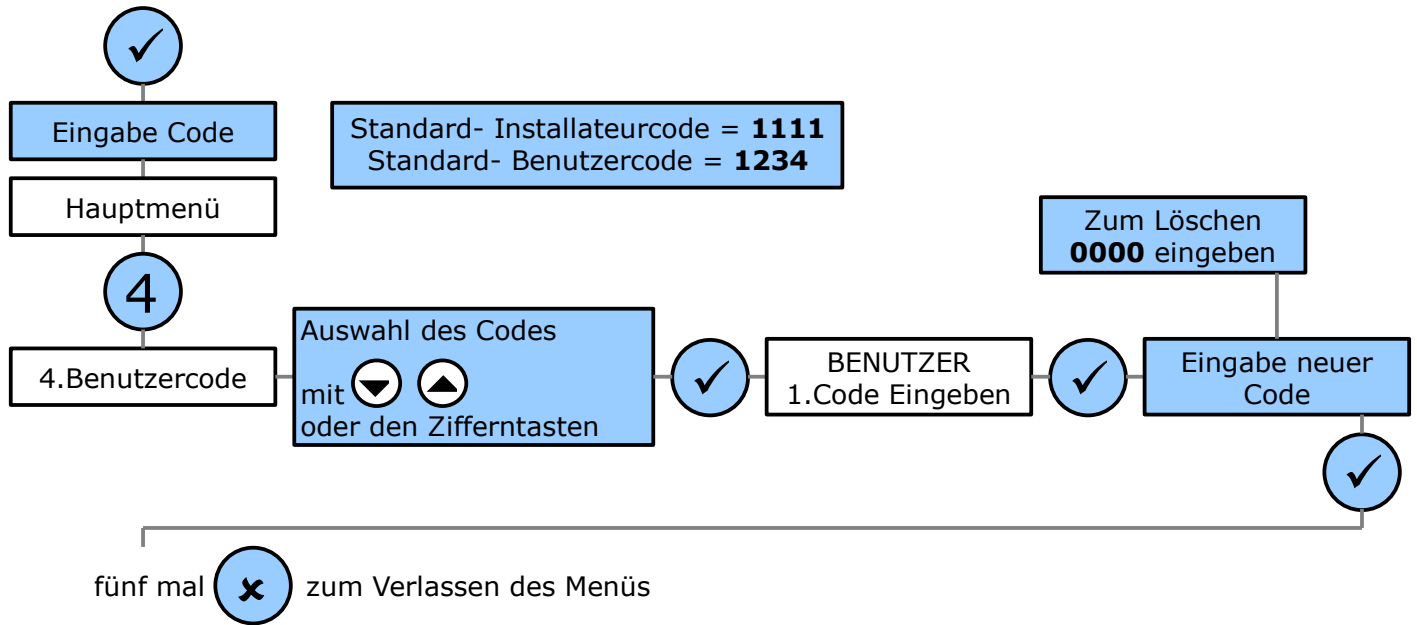 ✓
Eingabe Code
Standard- Installateurcode = 1111
Standard- Benutzercode = 1234
Hauptmenü
Zum Löschen
0000 eingeben
4
4.Benutzercode
Auswahl des Codes
mit
oder den Zifferntasten
✓
BENUTZER
1.Code Eingeben
✓
Eingabe neuer
Code
✓
fünf mal ✗ zum Verlassen des Menüs